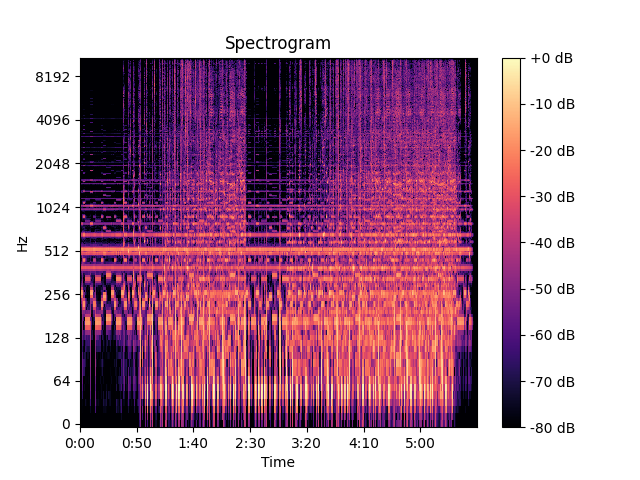 Spectrogram
8192
4096
2048
1024
512
256
128
64
0
Hz
0:00 0:50 1:40 2:30 3:20 4:10 5:00
Time
+0 dB
-10 dB
-20 dB
-30 dB
-40 dB
-50 dB
-60 dB
-70 dB
-80 dB